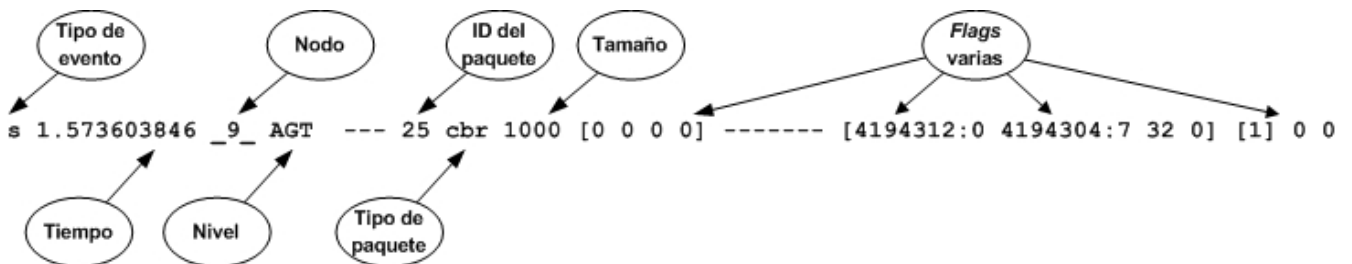 Tipo de
evento
Nodo
ID del
paquete
Tamaño
Flags
varias
s 1.573603846 _9_ AGT --- 25 cbr 1000 [0 0 0 0] ------- [4194312:0 4194304:7 32 0] [1] 0 0
Tiempo
Nivel
Tipo de
paquete